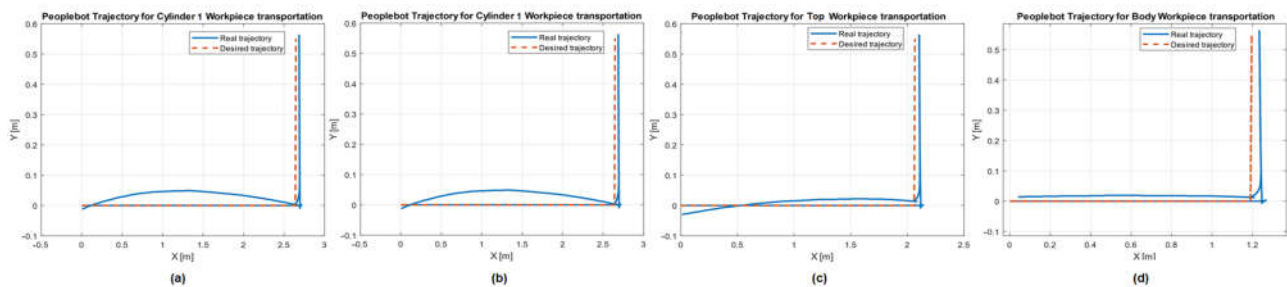 Peoplebot Trajectory for Cylinder 1 Workpiece transportation
Real trajectory
Desired trajectory
0.6
0.5
0.4
0.3
0.2
0.1
0
-0.1
Y [m]
-0.5 0 0.5 1 1.5 2 2.5 3
X [m]
(a)
Peoplebot Trajectory for Cylinder 1 Workpiece transportation
Real trajectory
Desired trajectory
0.6
0.5
0.4
0.3
0.2
0.1
0
-0.1
Y [m]
-0.5 0 0.5 1 1.5 2 2.5 3
X [m]
(b)
Peoplebot Trajectory for Top Workpiece transportation
Real trajectory
Desired trajectory
0.6
0.5
0.4
0.3
0.2
0.1
0
-0.1
Y [m]
0 0.5 1 1.5 2 2.5
X [m]
(c)
Peoplebot Trajectory for Body Workpiece transportation
Real trajectory
Desired trajectory
0.5
0.4
0.3
0.2
0.1
0
-0.1
Y [m]
0 0.2 0.4 0.6 0.8 1 1.2
X [m]
(d)